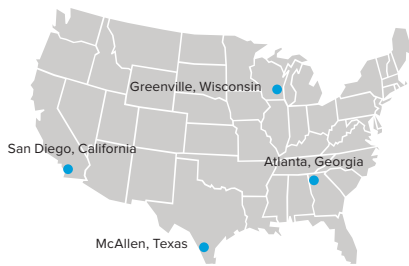 Greenville, Wisconsin
San Diego, California
Atlanta, Georgia
McAllen, Texas